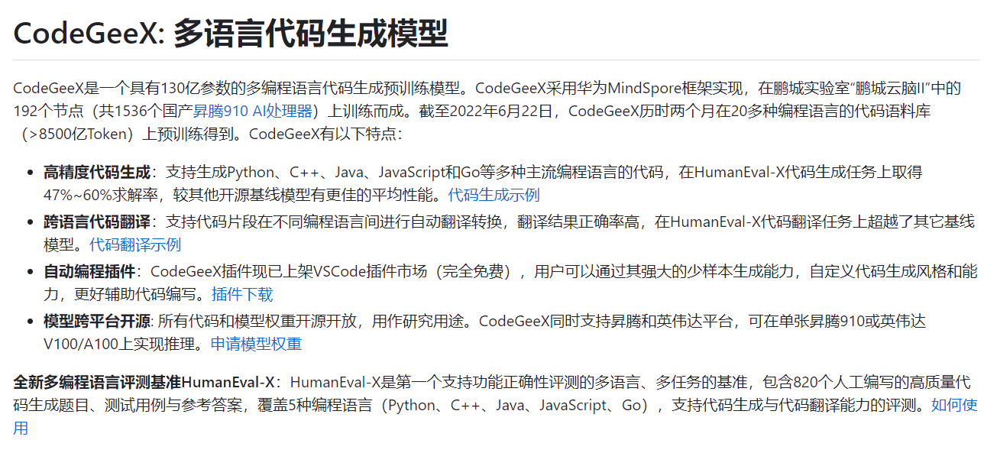 CodeGeeX: 多语言代码生成模型
CodeGeeX是一个具有130亿参数的多编程语言代码生成预训练模型。CodeGeeX采用华为MindSpore框架实现，在鹏城实验室“鹏城云脑II”中的
192个节点（共1536个国产昇腾910 AI处理器）上训练而成。截至2022年6月22日，CodeGeeX历时两个月在20多种编程语言的代码语料库
（>8500亿Token）上预训练得到。CodeGeeX有以下特点：
• 高精度代码生成：支持生成Python、C++、Java、JavaScript和Go等多种主流编程语言的代码，在HumanEval-X代码生成任务上取得
47%~60%求解率，较其他开源基线模型有更佳的平均性能。代码生成示例
• 跨语言代码翻译：支持代码片段在不同编程语言间进行自动翻译转换，翻译结果正确率高，在HumanEval-X代码翻译任务上超越了其它基线
模型。代码翻译示例
• 自动编程插件：CodeGeeX插件现已上架VSCode插件市场（完全免费），用户可以通过其强大的少样本生成能力，自定义代码生成风格和能
力，更好辅助代码编写。插件下载
• 模型跨平台开源: 所有代码和模型权重开源开放，用作研究用途。CodeGeeX同时支持昇腾和英伟达平台，可在单张昇腾910或英伟达
V100/A100上实现推理。申请模型权重
全新多编程语言评测基准HumanEval-X：HumanEval-X是第一个支持功能正确性评测的多语言、多任务的基准，包含820个人工编写的高质量代
码生成题目、测试用例与参考答案，覆盖5种编程语言（Python、C++、Java、JavaScript、Go），支持代码生成与代码翻译能力的评测。如何使
用